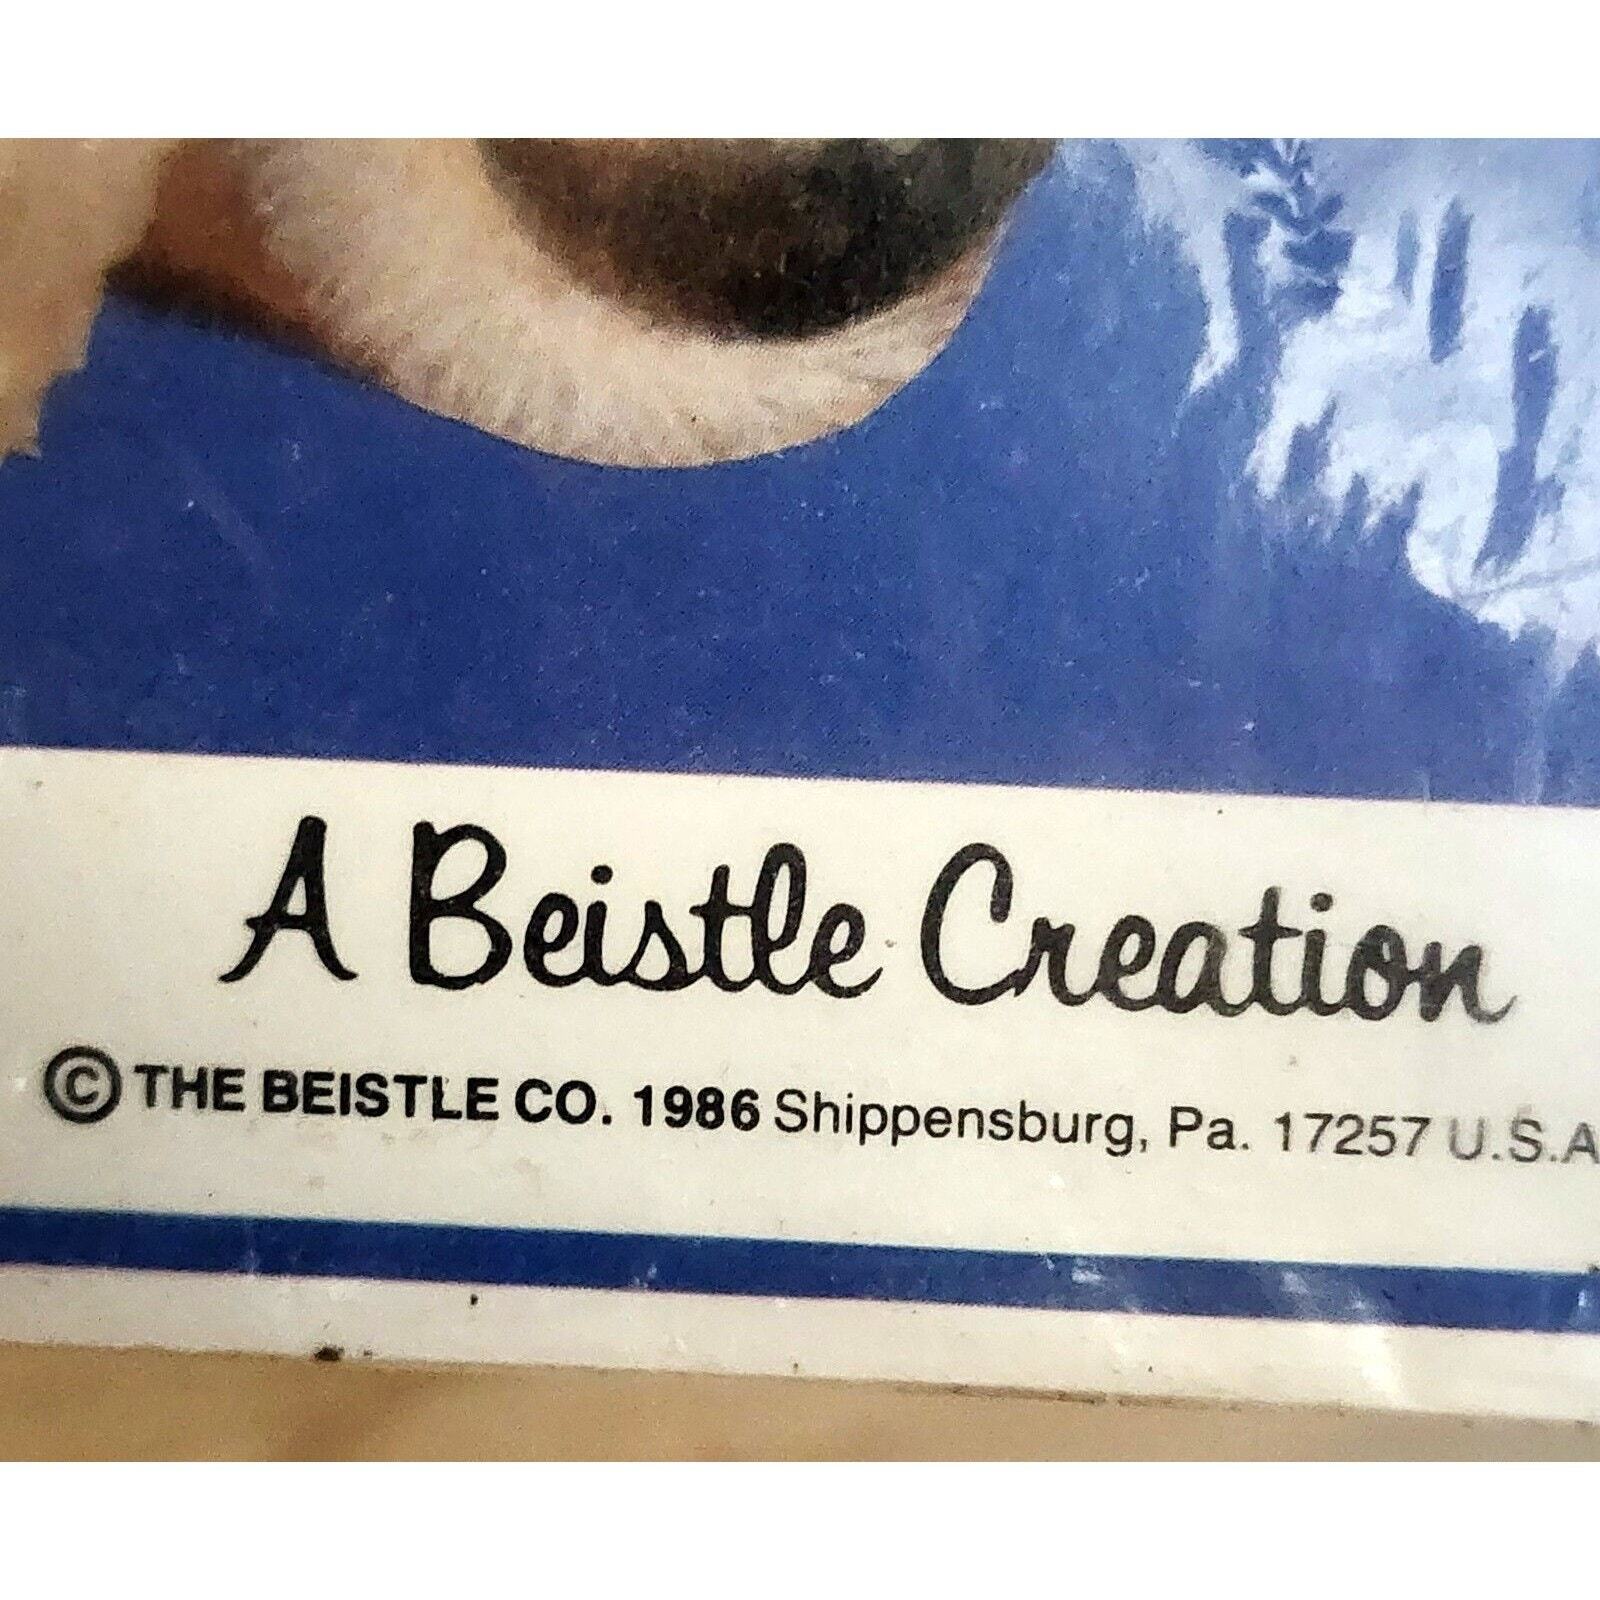 A Beistle Creation
© THE BEISTLE CO. 1986 Shippensburg, Pa. 17257 U.S.A